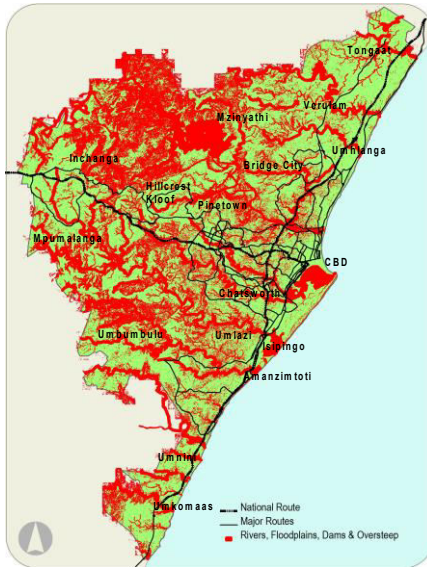 Tongaat
Verulam
Mzinyathi
Umhlanga
Bridge City
Inchanga
Hillcrest
Kloof
Pinetown
Mpumalanga
CBD
Chatsworth
Umbumbulu
Umlazi
Isipingo
Amanzimtoti
Umnini
Umkomaas
National Route
Major Routes
Rivers, Floodplains, Dams & Oversteep